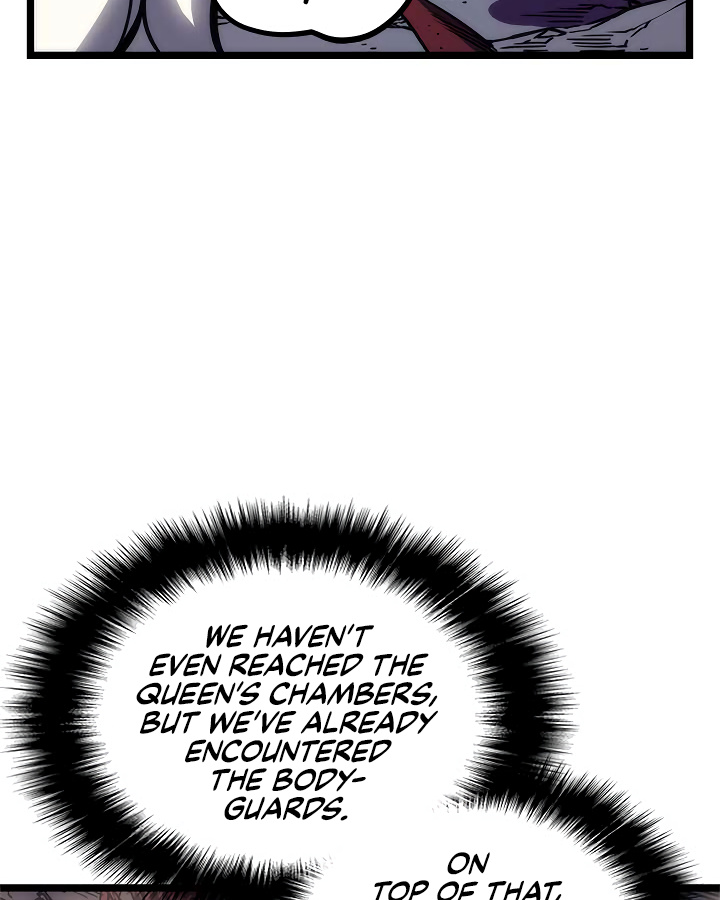 WE HAVEN'T
EVEN REACHED THE
QUEEN'S CHAMBERS,
BUT WE'VE ALREADY
ENCOUNTERED
THE BODY-
GUARDS.
ON
TOP OF THAT,